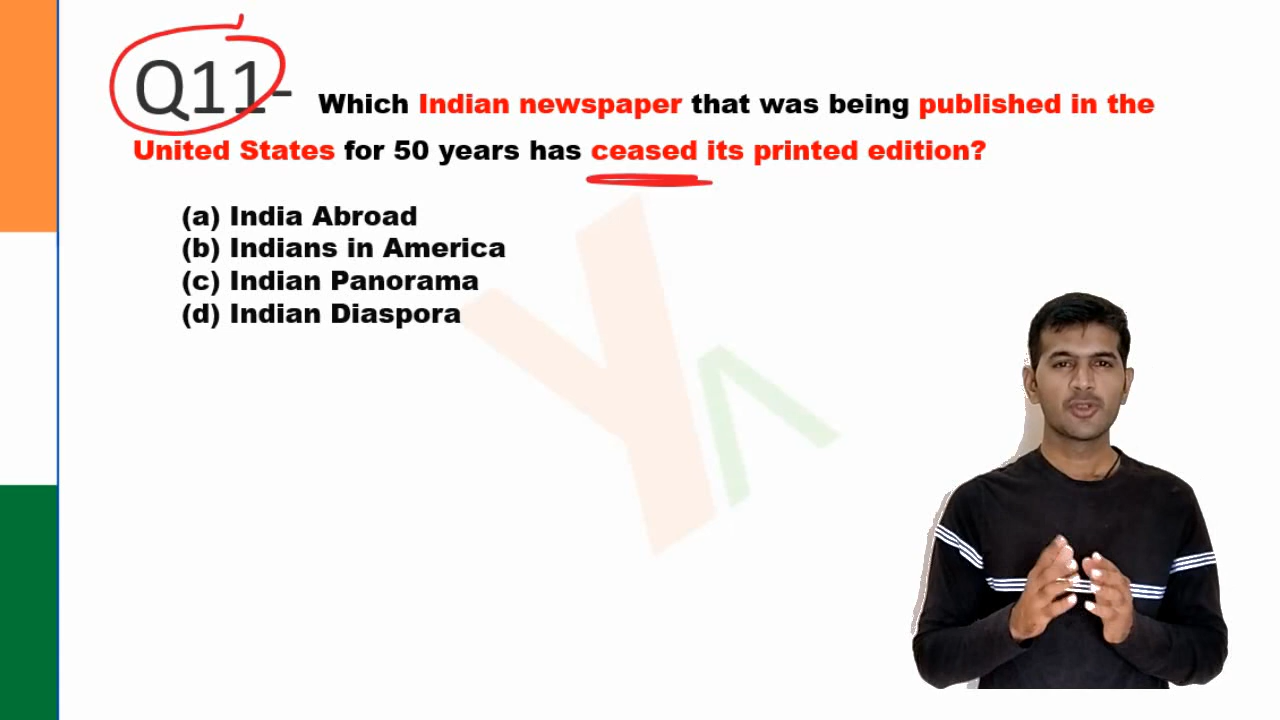 Q11- Which Indian newspaper that was being published in the
United States for 50 years has ceased its printed edition?
(a) India Abroad
(b) Indians in America
(c) Indian Panorama
(d) Indian Diaspora